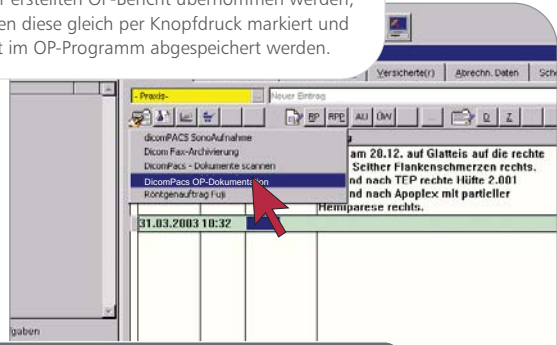 erstellten OP-Bericht übernommen werden,
en diese gleich per Knopfdruck markiert und
t im OP-Programm abgespeichert werden.
Versicherte(r) Abrechn. Daten
- Praxis-
Neuer Eintrag
BP RPE AU ÜW ... D Z
dicomPACS SonoAufnahme
Dicom Fax-Archivierung
DicomPacs - Dokumente scannen
DicomPacs OP-Dokumentation
Röntgenauftrag Fuji
am 28.12. auf Glatteis auf die rechte
Seither Flankenschmerzen rechts.
nd nach TEP rechte Hüfte 2.001
nd nach Apoplex mit partieller
Hemiparese rechts.
31.03.2003 10:32
gaben